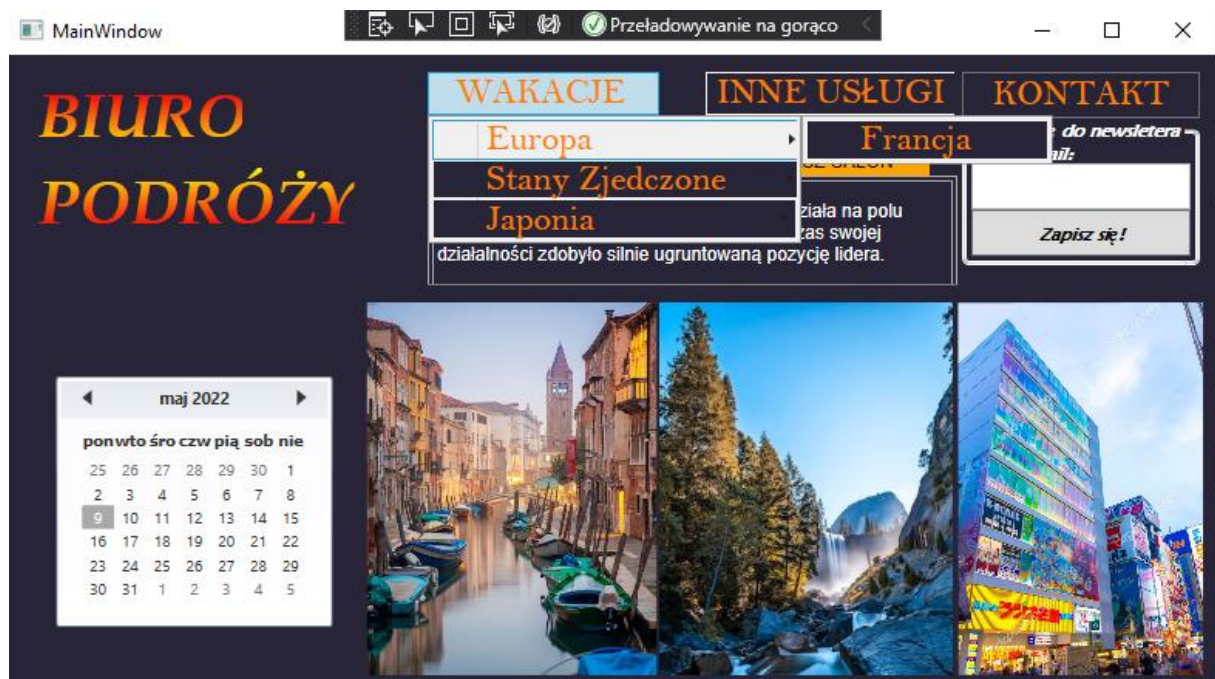 MainWindow
Przeładowywanie na gorąco
BIURO
PODRÓŻY
WAKACJE
INNE USŁUGI
KONTAKT
Europa
Francja
Stany Zjedczone
Japonia
do newsletera
Zapisz się!
działa na polu
swojej
działalności zdobyło silnie ugruntowaną pozycję lidera.
maj 2022
pon wto śro czw pią sob nie
25 26 27 28 29 30 1
2 3 4 5 6 7 8
9 10 11 12 13 14 15
16 17 18 19 20 21 22
23 24 25 26 27 28 29
30 31 1 2 3 4 5